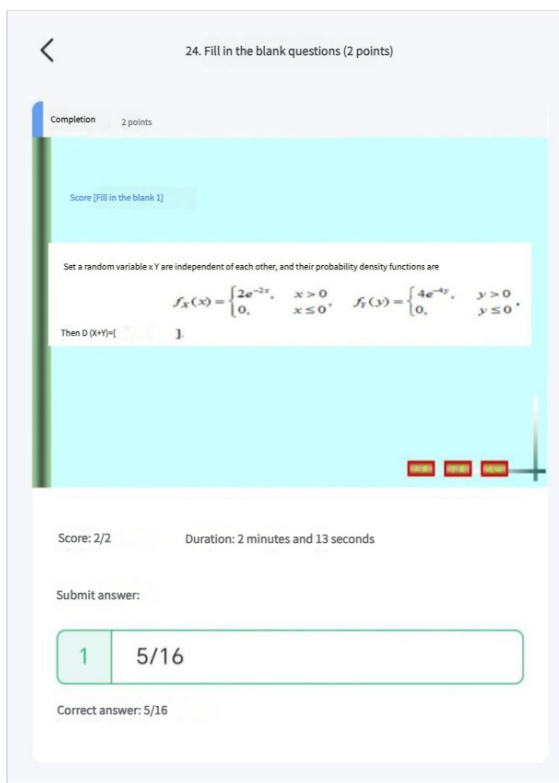 24. Fill in the blank questions (2 points)
Completion 2 points
Score [Fill in the blank 1]
Set a random variable x Y are independent of each other, and their probability density functions are
f_X(x) = {2e^{-2x}, x > 0
0, x ≤ 0, f_Y(y) = {4e^{-4y}, y > 0
0, y ≤ 0,
Then D (X+Y)=[ ].
Score: 2/2 Duration: 2 minutes and 13 seconds
Submit answer:
1 5/16
Correct answer: 5/16